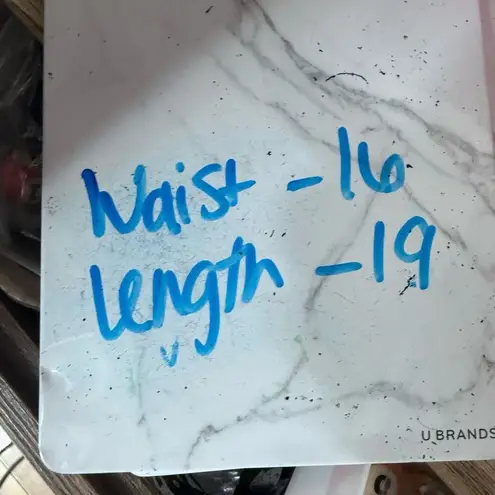 Waist - 16
Length - 19
U BRANDS